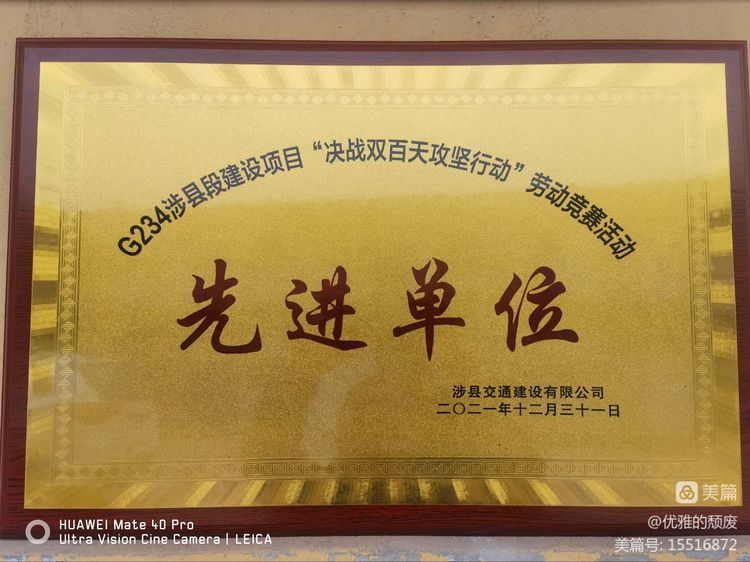 G234涉县段建设项目“决战双百天攻坚行动”劳动竞赛活动
先进单位
涉县交通建设有限公司
二〇二一年十二月三十一日
美篇
@优雅的颓废
美篇号: 15516872
HUAWEI Mate 40 Pro
Ultra Vision Cine Camera | LEICA